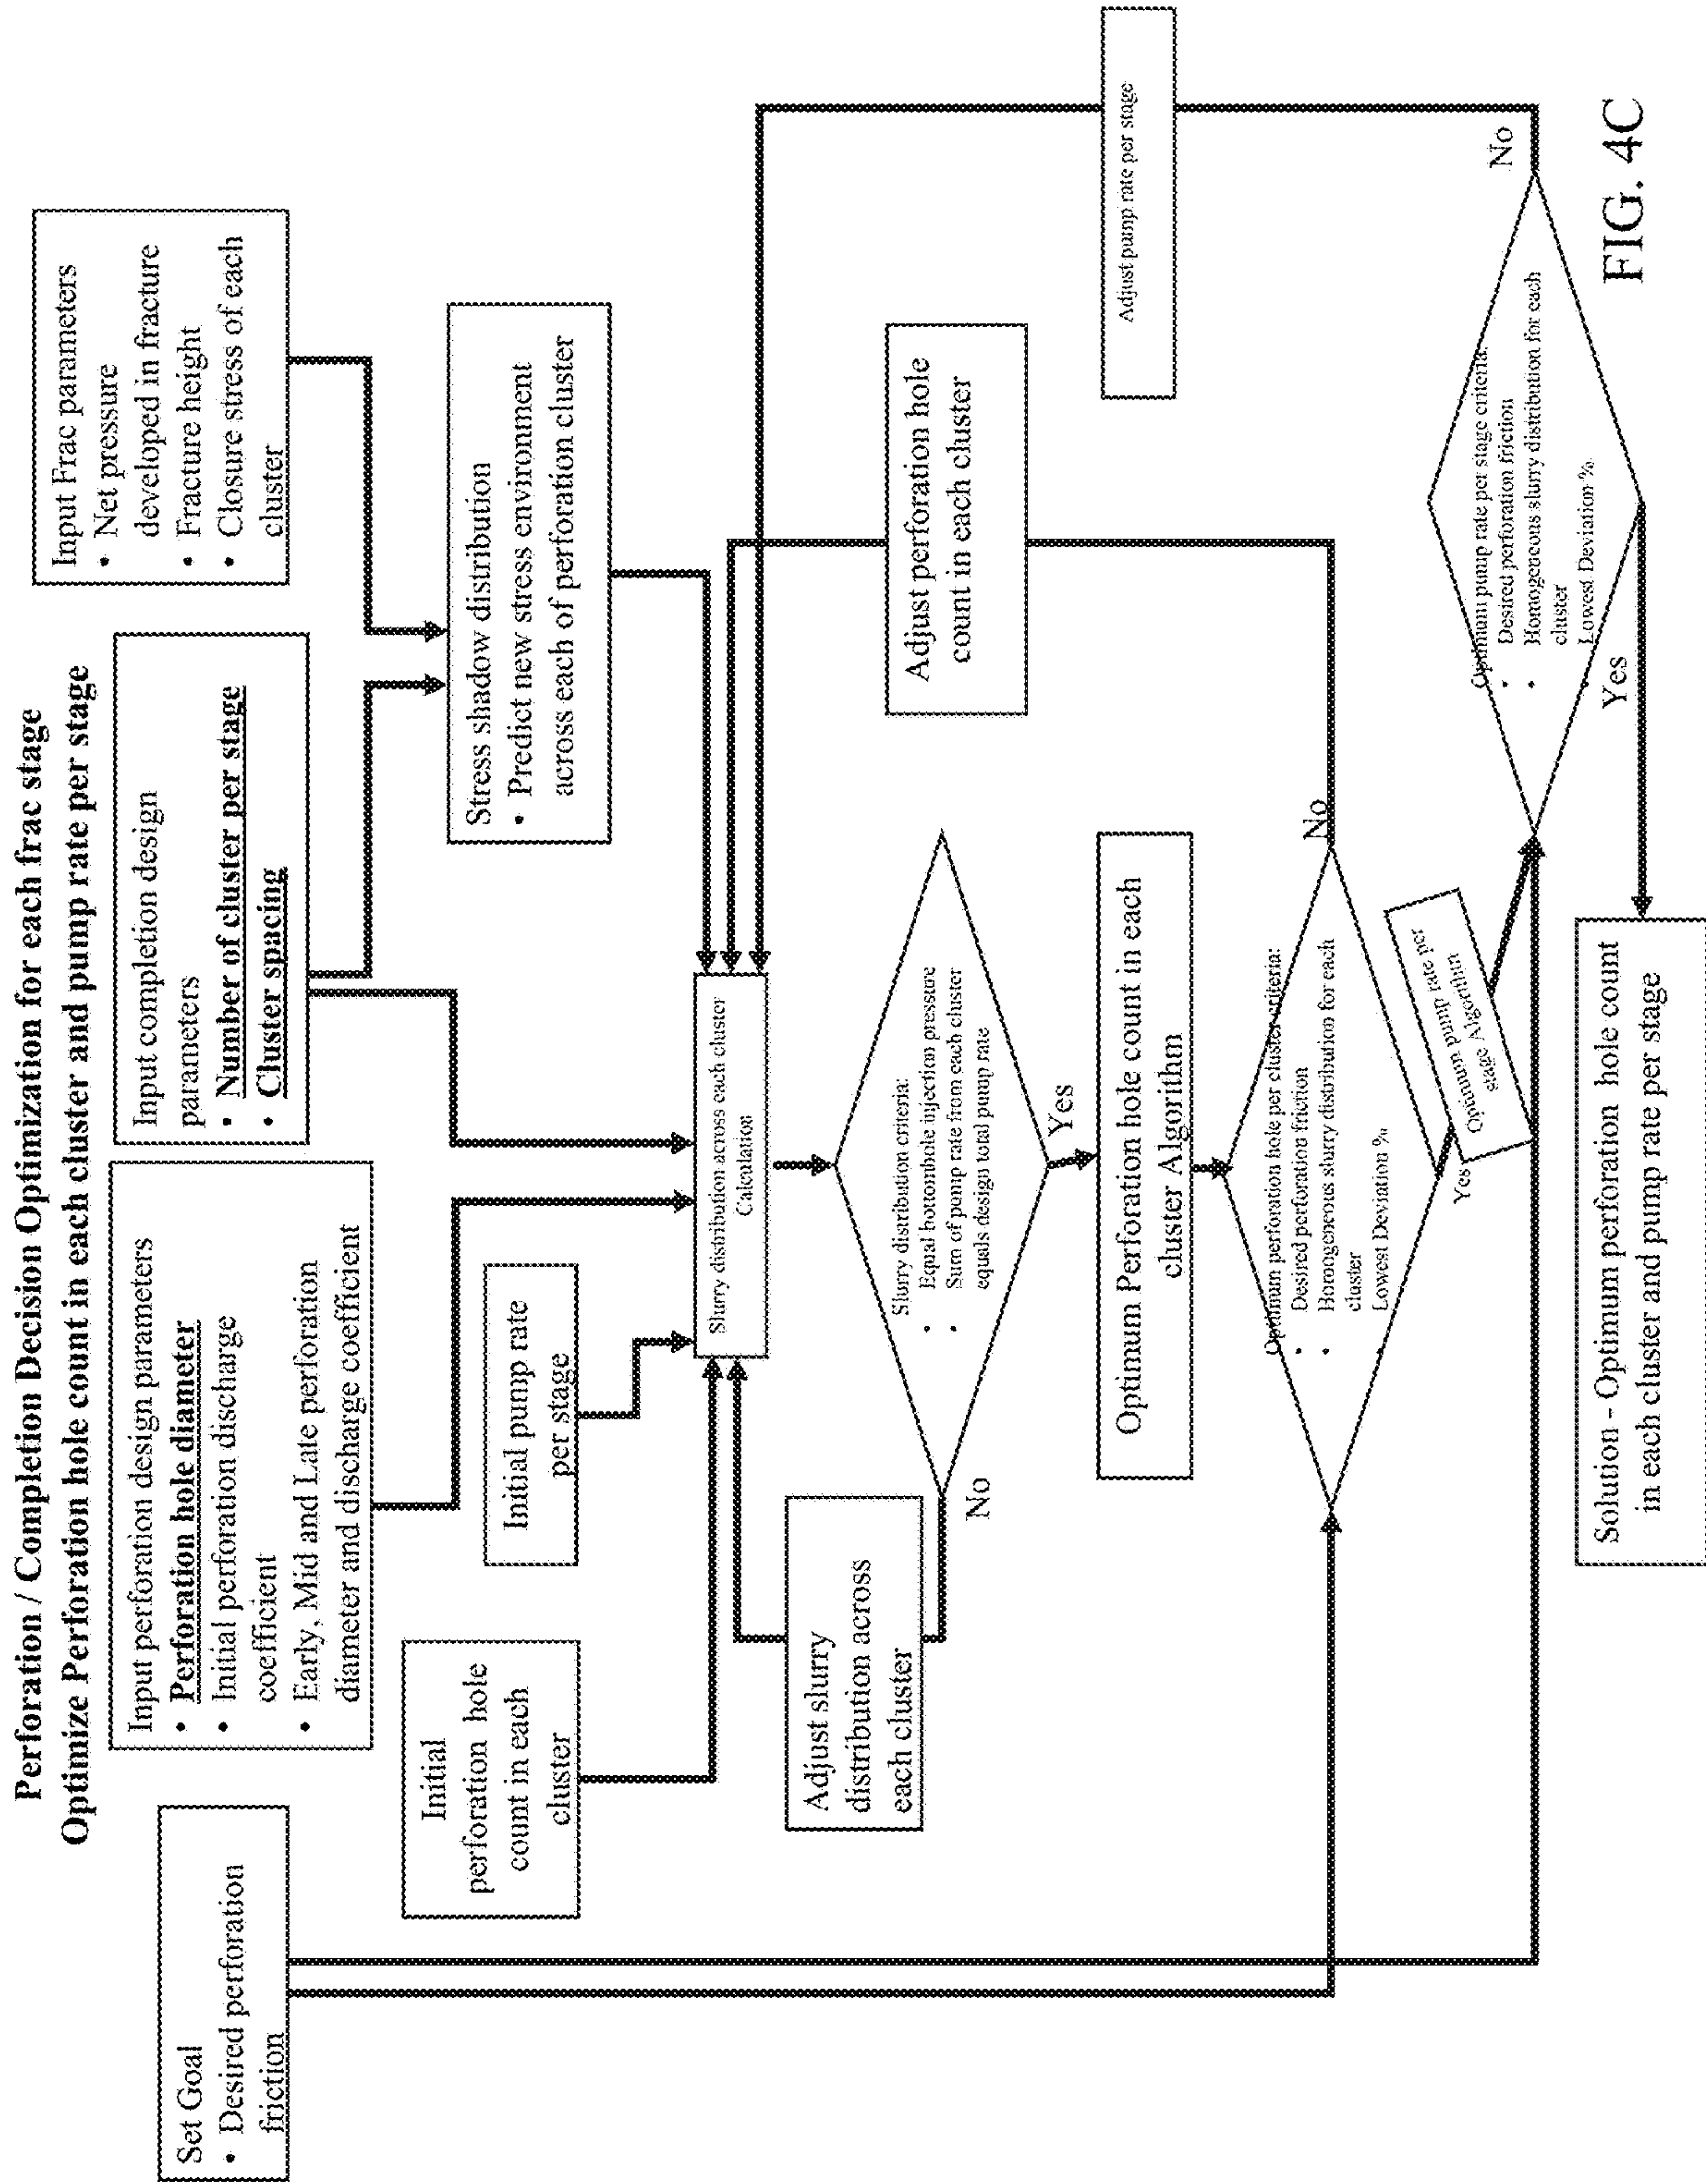 Perforation / Completion Decision Optimization for each frac stage
Optimize Perforation hole count in each cluster and pump rate per stage
Set Goal
• Desired perforation
friction
Input perforation design parameters
• Perforation hole diameter
• Initial perforation discharge
coefficient
• Early, Mid and Late perforation
diameter and discharge coefficient
Input completion design
parameters
• Number of cluster per stage
• Cluster spacing
Input Frac parameters
• Net pressure
developed in fracture
• Fracture height
• Closure stress of each
cluster
Initial
perforation hole
count in each
cluster
Initial pump rate
per stage
Stress shadow distribution
• Predict new stress environment
across each of perforation cluster
Slurry distribution across each cluster
Calculation
Adjust slurry
distribution across
each cluster
Slurry distribution criteria:
• Equal bottomhole injection pressure
• Sum of pump rate from each cluster
equals design total pump rate
No
Yes
Adjust perforation hole
count in each cluster
Adjust pump rate per stage
Optimum Perforation hole count in each
cluster Algorithm
Optimum perforation hole per cluster criteria:
• Desired perforation friction
• Homogeneous slurry distribution for each
cluster
• Lowest Deviation %
No
Yes
Optimum pump rate per
stage Algorithm
Optimum pump rate per stage criteria:
• Desired perforation friction
• Homogeneous slurry distribution for each
cluster
• Lowest Deviation %
No
Yes
Solution - Optimum perforation hole count
in each cluster and pump rate per stage
FIG. 4C